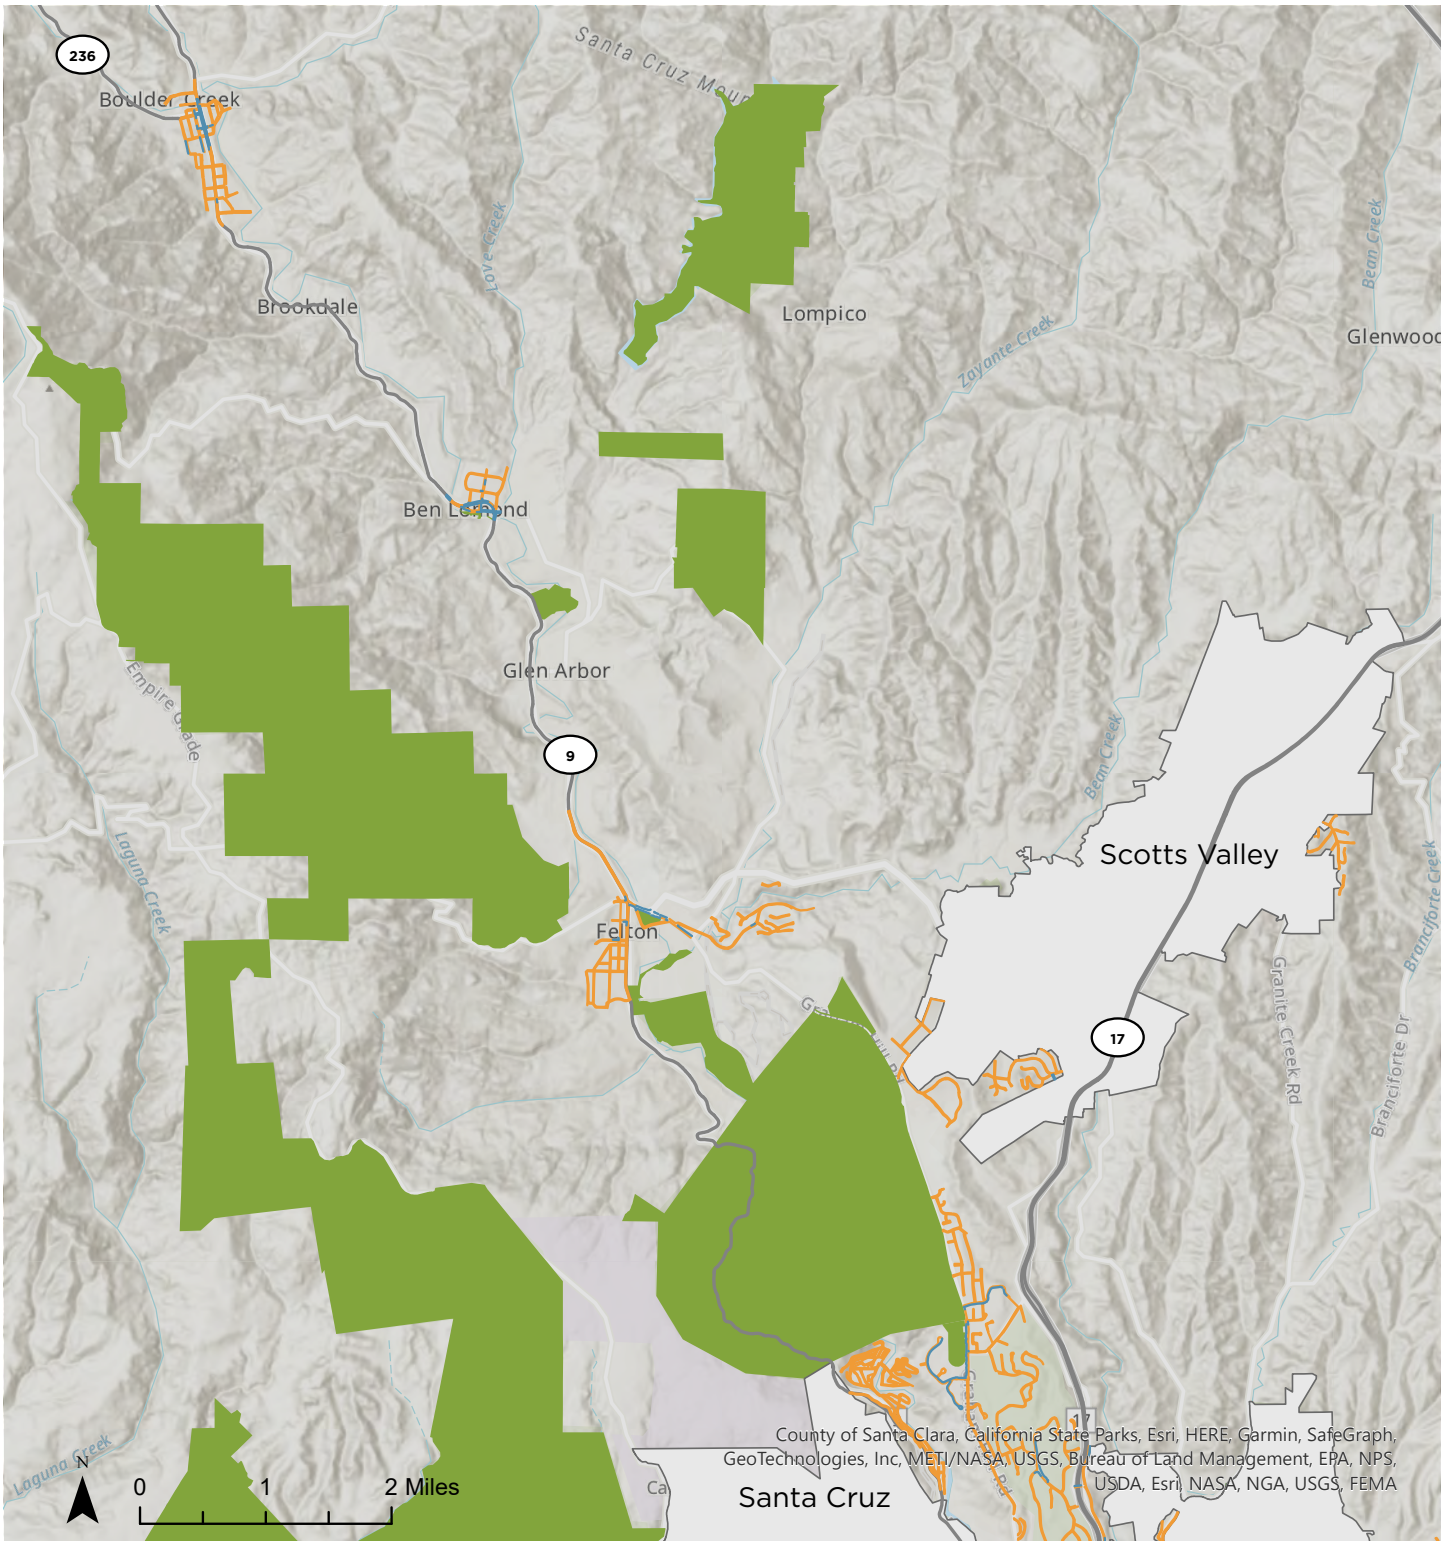 236
Boulder Creek
Santa Cruz Moun
Love Creek
Bean Creek
Brookdale
Lompico
Glenwood
Zayante Creek
Ben Lomond
Glen Arbor
Empire Grade
9
Bean Creek
Laguna Creek
Scotts Valley
Branciforte Creek
Felton
Granite Creek Rd
17
Branciforte Dr
17
County of Santa Clara, California State Parks, Esri, HERE, Garmin, SafeGraph,
GeoTechnologies, Inc, METI/NASA, USGS, Bureau of Land Management, EPA, NPS,
USDA, Esri, NASA, NGA, USGS, FEMA
Laguna Creek
N
0 1 2 Miles
Ca
Santa Cruz